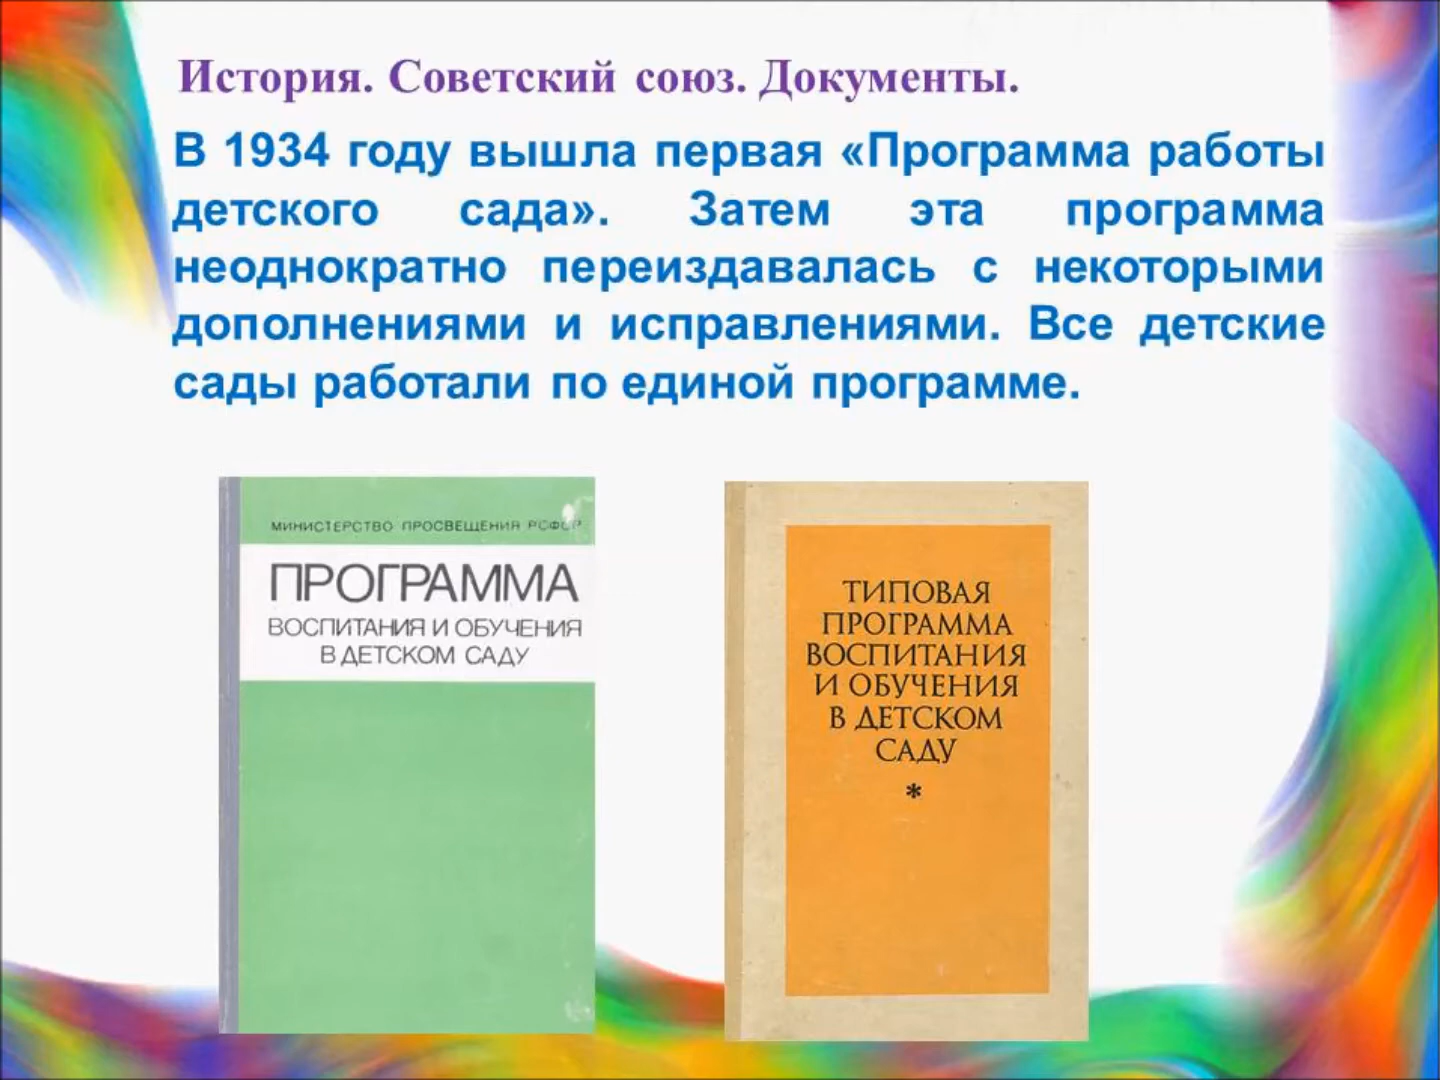 История. Советский союз. Документы.
В 1934 году вышла первая «Программа работы
детского сада». Затем эта программа
неоднократно переиздавалась с некоторыми
дополнениями и исправлениями. Все детские
сады работали по единой программе.
МИНИСТЕРСТВО ПРОСВЕЩЕНИЯ РСФСР
ПРОГРАММА
ВОСПИТАНИЯ И ОБУЧЕНИЯ
В ДЕТСКОМ САДУ
ТИПОВАЯ
ПРОГРАММА
ВОСПИТАНИЯ
И ОБУЧЕНИЯ
В ДЕТСКОМ
САДУ
*